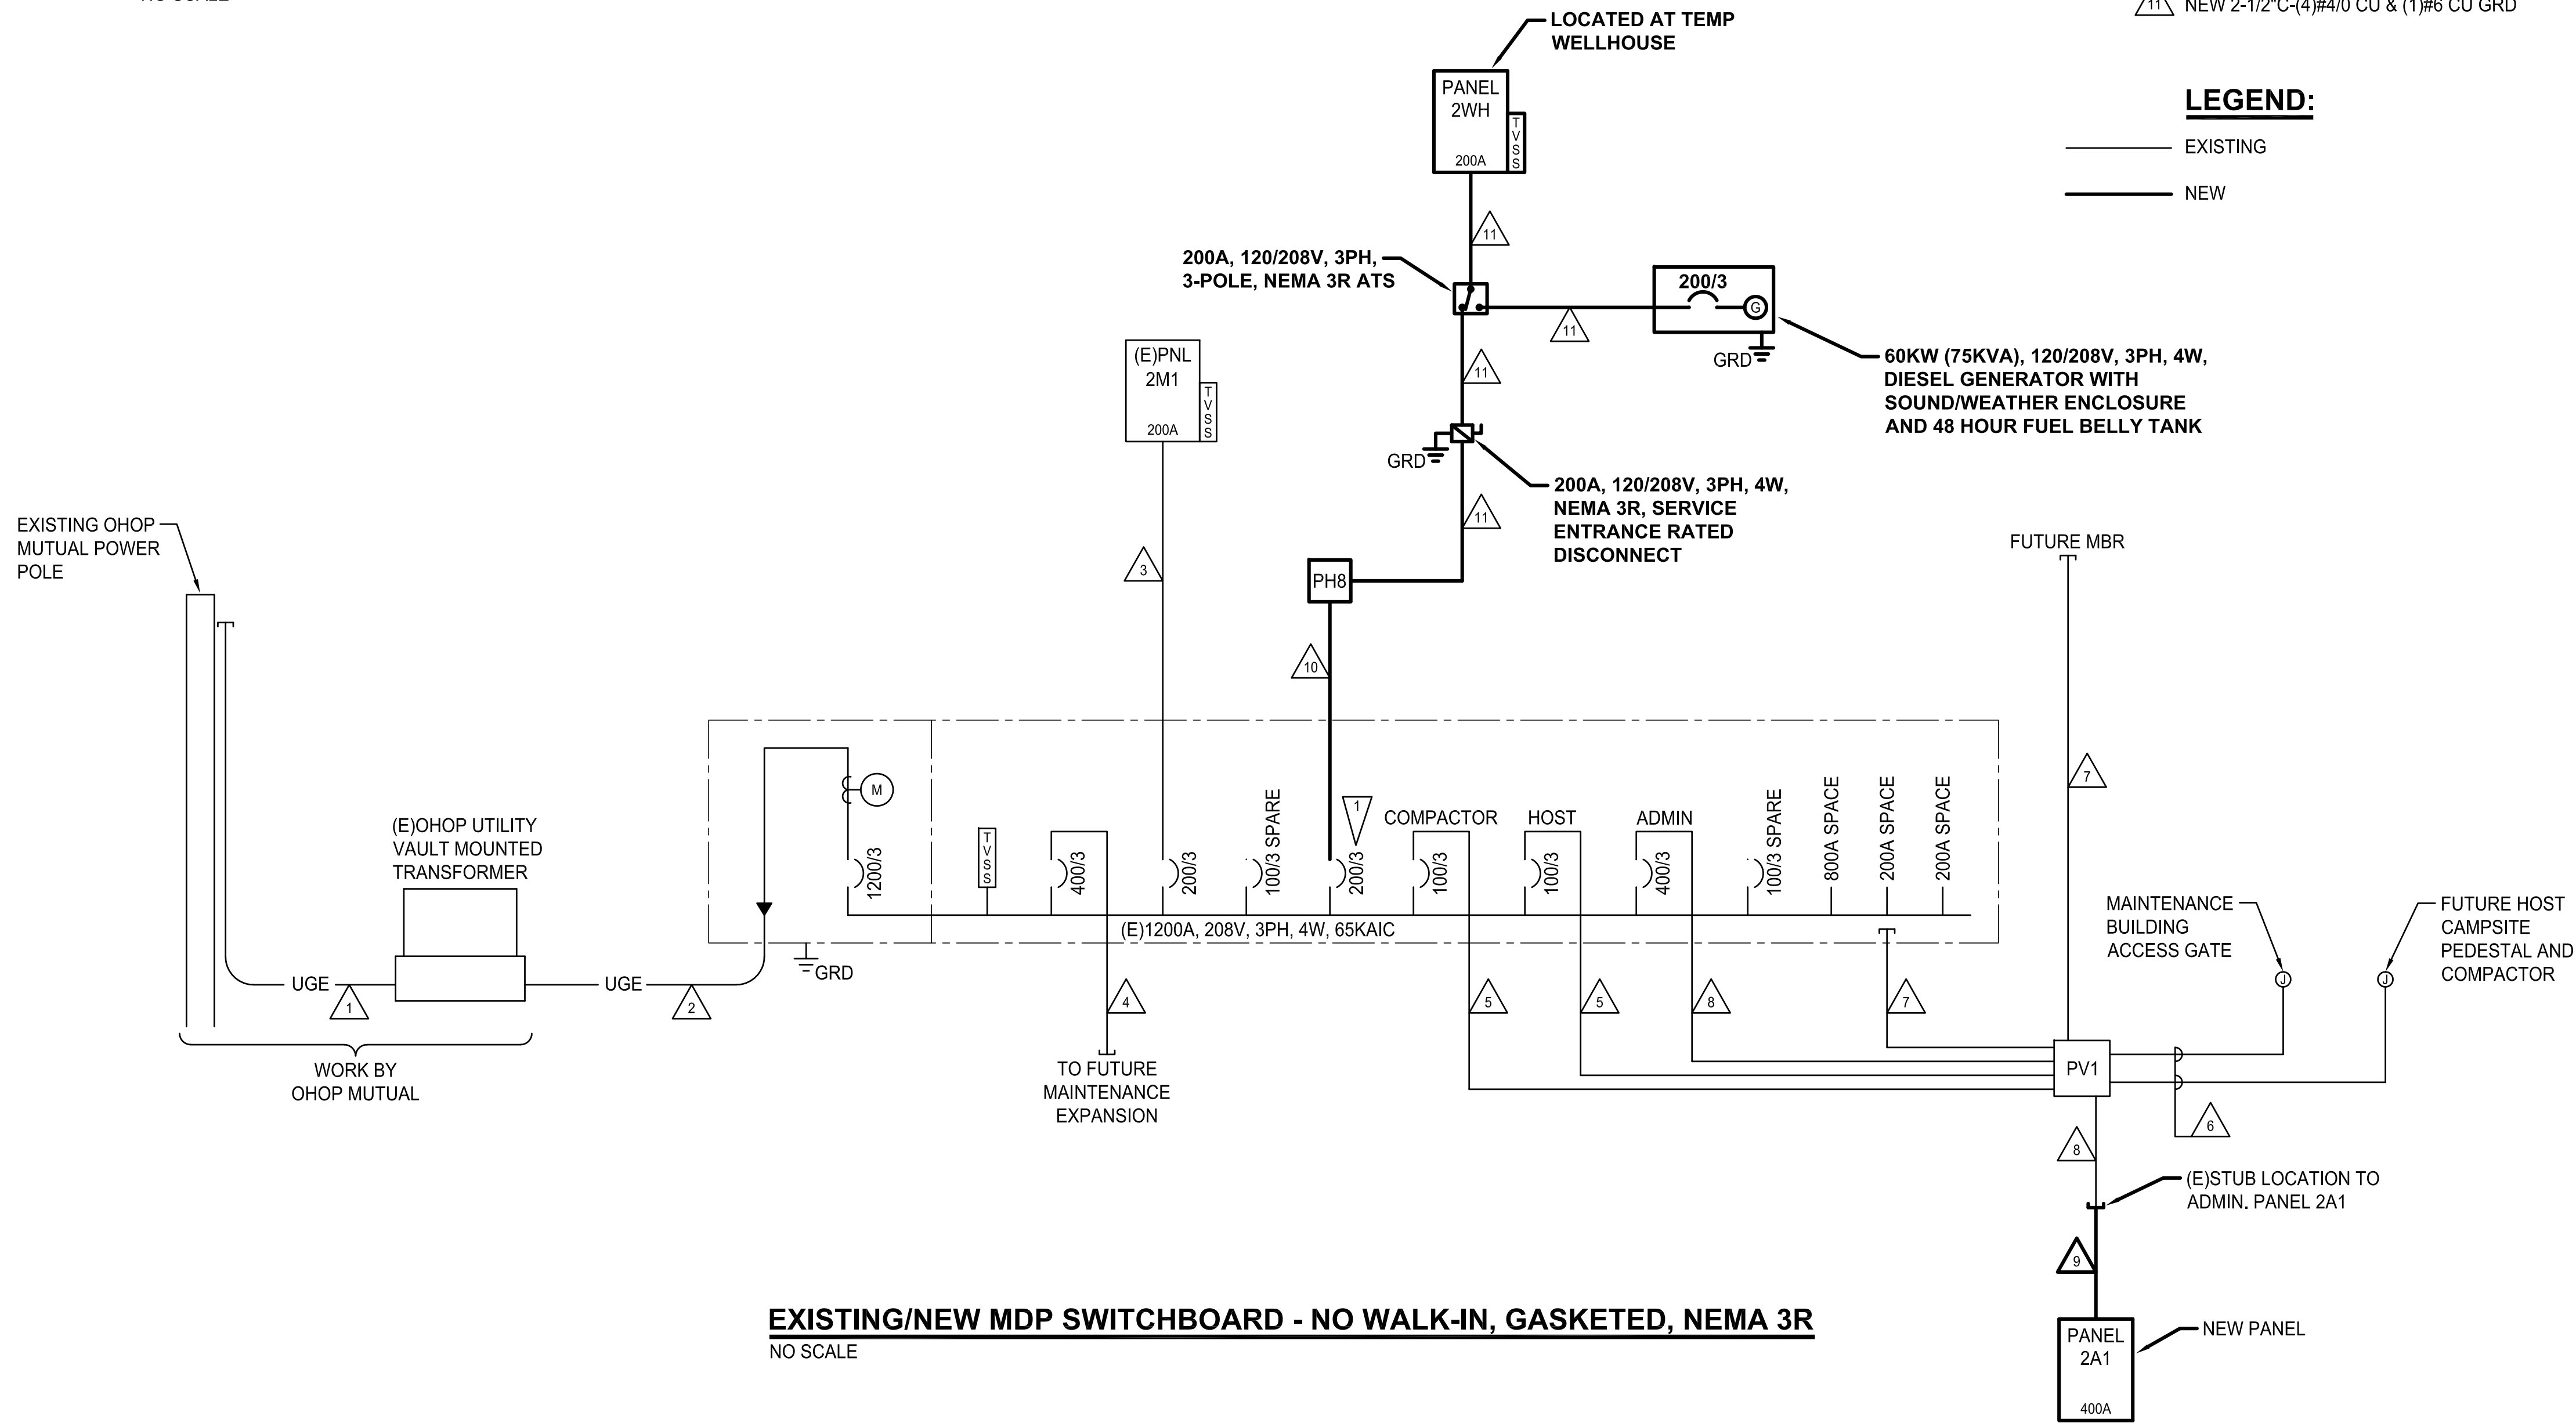 NEW 2-1/2"C-(4)#4/0 CU & (1)#6 CU GRD
11
LOCATED AT TEMP
WELLHOUSE
PANEL
2WH
200A
TVSS
LEGEND:
EXISTING
NEW
11
200A, 120/208V, 3PH,
3-POLE, NEMA 3R ATS
200/3
G
11
GRD
60KW (75KVA), 120/208V, 3PH, 4W,
DIESEL GENERATOR WITH
SOUND/WEATHER ENCLOSURE
AND 48 HOUR FUEL BELLY TANK
(E)PNL
2M1
200A
TVSS
11
GRD
200A, 120/208V, 3PH, 4W,
NEMA 3R, SERVICE
ENTRANCE RATED
DISCONNECT
11
EXISTING OHOP
MUTUAL POWER
POLE
3
PH8
10
FUTURE MBR
7
(E)OHOP UTILITY
VAULT MOUNTED
TRANSFORMER
M
1200/3
TVSS
400/3
200/3
100/3 SPARE
200/3
1
COMPACTOR
100/3
HOST
100/3
ADMIN
400/3
100/3 SPARE
800A SPACE
200A SPACE
200A SPACE
(E)1200A, 208V, 3PH, 4W, 65KAIC
GRD
UGE
1
UGE
2
4
5
5
8
7
WORK BY
OHOP MUTUAL
TO FUTURE
MAINTENANCE
EXPANSION
MAINTENANCE
BUILDING
ACCESS GATE
J
FUTURE HOST
CAMPSITE
PEDESTAL AND
COMPACTOR
J
PV1
6
8
(E)STUB LOCATION TO
ADMIN. PANEL 2A1
9
PANEL
2A1
400A
NEW PANEL
EXISTING/NEW MDP SWITCHBOARD - NO WALK-IN, GASKETED, NEMA 3R
NO SCALE